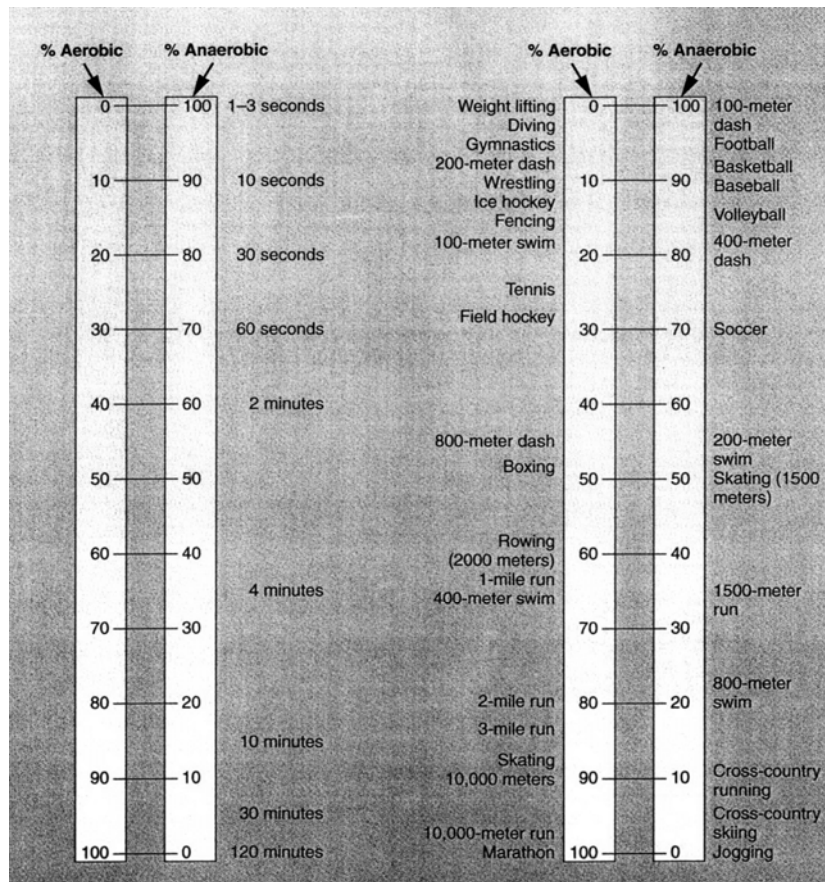 % Aerobic
% Anaerobic
0
100
1–3 seconds
10
90
10 seconds
20
80
30 seconds
30
70
60 seconds
40
60
2 minutes
50
50
60
40
4 minutes
70
30
80
20
10 minutes
90
10
30 minutes
100
0
120 minutes
% Aerobic
% Anaerobic
Weight lifting
Diving
Gymnastics
200-meter dash
Wrestling
Ice hockey
Fencing
100-meter swim
Tennis
Field hockey
800-meter dash
Boxing
Rowing
(2000 meters)
1-mile run
400-meter swim
2-mile run
3-mile run
Skating
10,000 meters
10,000-meter run
Marathon
0
100
10
90
20
80
30
70
40
60
50
50
60
40
70
30
80
20
90
10
100
0
100-meter
dash
Football
Basketball
Baseball
Volleyball
400-meter
dash
Soccer
200-meter
swim
Skating (1500
meters)
1500-meter
run
800-meter
swim
Cross-country
running
Cross-country
skiing
Jogging